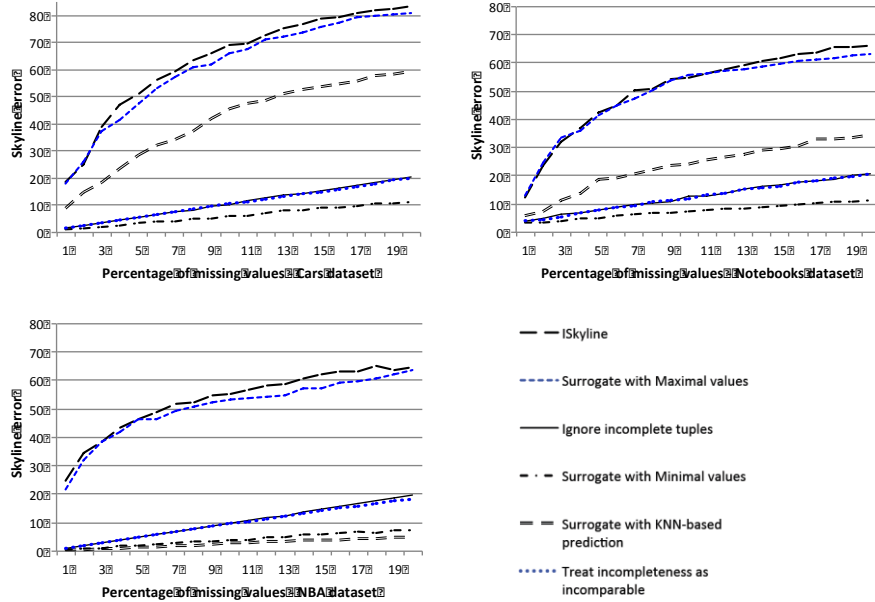 80
70
60
50
40
30
20
10
0
Skyline error
1 3 5 7 9 11 13 15 17 19
Percentage of missing values - Cars dataset
80
70
60
50
40
30
20
10
0
Skyline error
1 3 5 7 9 11 13 15 17 19
Percentage of missing values - Notebooks dataset
80
70
60
50
40
30
20
10
0
Skyline error
1 3 5 7 9 11 13 15 17 19
Percentage of missing values - NBA dataset
ISkyline
Surrogate with Maximal values
Ignore incomplete tuples
Surrogate with Minimal values
Surrogate with KNN-based
prediction
Treat incompleteness as
incomparable